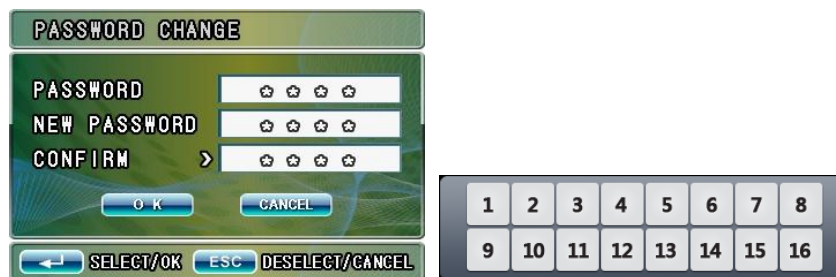 PASSWORD CHANGE
PASSWORD ✿ ✿ ✿ ✿
NEW PASSWORD ✿ ✿ ✿ ✿
CONFIRM > ✿ ✿ ✿ ✿
OK CANCEL
SELECT/OK ESC DESELECT/CANCEL
1 2 3 4 5 6 7 8
9 10 11 12 13 14 15 16